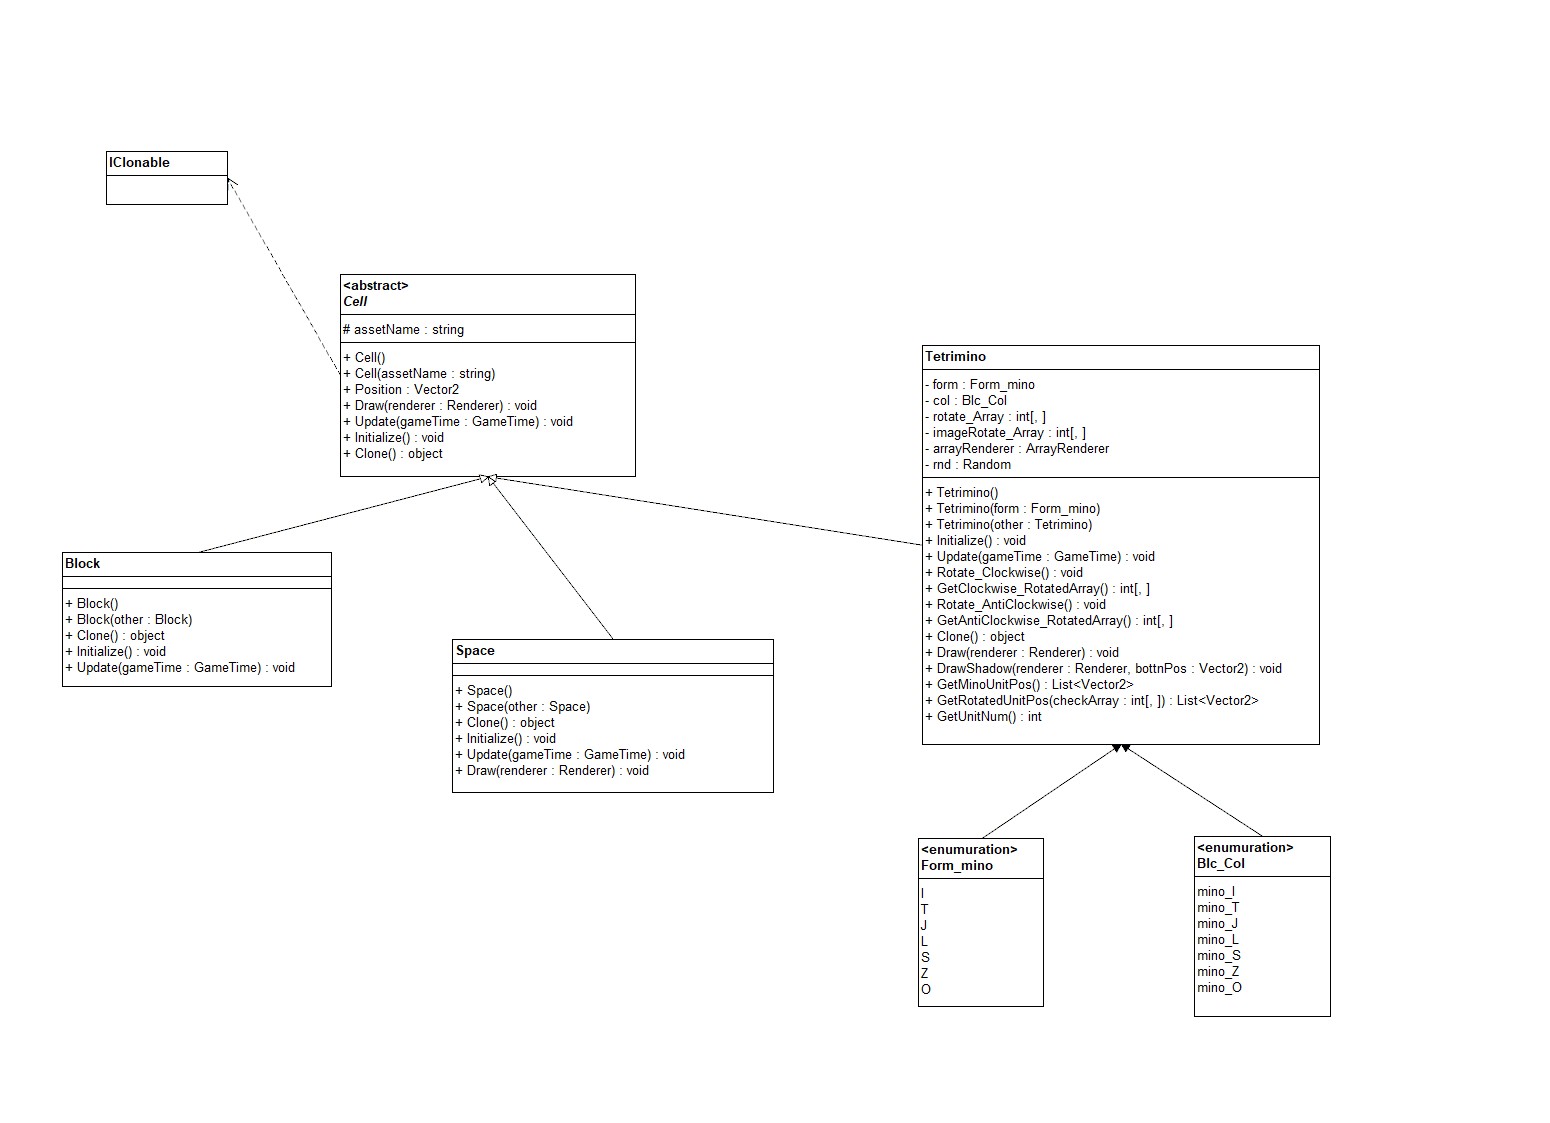 IClonable
<abstract>
Cell
# assetName : string
+ Cell()
+ Cell(assetName : string)
+ Position : Vector2
+ Draw(renderer : Renderer) : void
+ Update(gameTime : GameTime) : void
+ Initialize() : void
+ Clone() : object
Block
+ Block()
+ Block(other : Block)
+ Clone() : object
+ Initialize() : void
+ Update(gameTime : GameTime) : void
Space
+ Space()
+ Space(other : Space)
+ Clone() : object
+ Initialize() : void
+ Update(gameTime : GameTime) : void
+ Draw(renderer : Renderer) : void
Tetrimino
- form : Form_mino
- col : Blc_Col
- rotate_Array : int[, ]
- imageRotate_Array : int[, ]
- arrayRenderer : ArrayRenderer
- rnd : Random
+ Tetrimino()
+ Tetrimino(form : Form_mino)
+ Tetrimino(other : Tetrimino)
+ Initialize() : void
+ Update(gameTime : GameTime) : void
+ Rotate_Clockwise() : void
+ GetClockwise_RotatedArray() : int[, ]
+ Rotate_AntiClockwise() : void
+ GetAntiClockwise_RotatedArray() : int[, ]
+ Clone() : object
+ Draw(renderer : Renderer) : void
+ DrawShadow(renderer : Renderer, bottnPos : Vector2) : void
+ GetMinoUnitPos() : List<Vector2>
+ GetRotatedUnitPos(checkArray : int[, ]) : List<Vector2>
+ GetUnitNum() : int
<enumuration>
Form_mino
I
T
J
L
S
Z
O
<enumuration>
Blc_Col
mino_I
mino_T
mino_J
mino_L
mino_S
mino_Z
mino_O